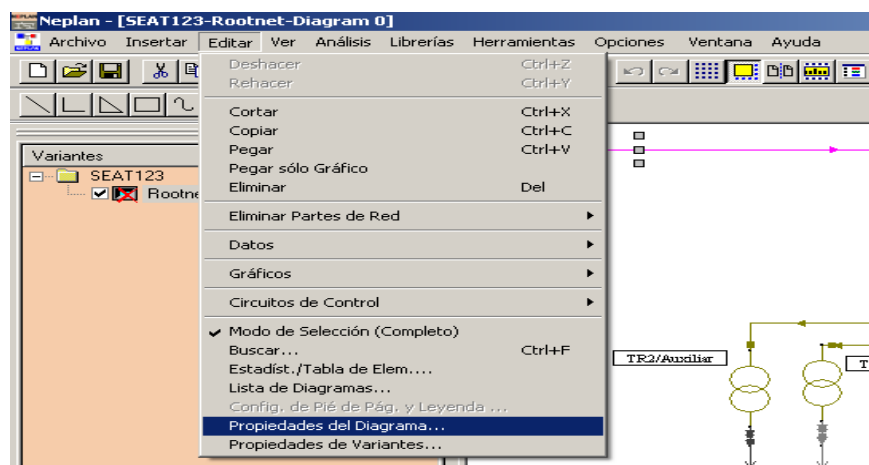 Neplan - [SEAT123-Rootnet-Diagram 0]
Archivo Insertar Editar Ver Análisis Librerías Herramientas Opciones Ventana Ayuda
Deshacer Ctrl+Z
Rehacer Ctrl+Y
Cortar Ctrl+X
Copiar Ctrl+C
Pegar Ctrl+V
Pegar sólo Gráfico
Eliminar Del
Eliminar Partes de Red
Datos
Gráficos
Circuitos de Control
Modo de Selección (Completo)
Buscar... Ctrl+F
Estadíst./Tabla de Elem....
Lista de Diagramas...
Config. de Pié de Pág. y Leyenda ...
Propiedades del Diagrama...
Propiedades de Variantes...
Variantes
SEAT123
Rootne
TR2/Auxiliar
T